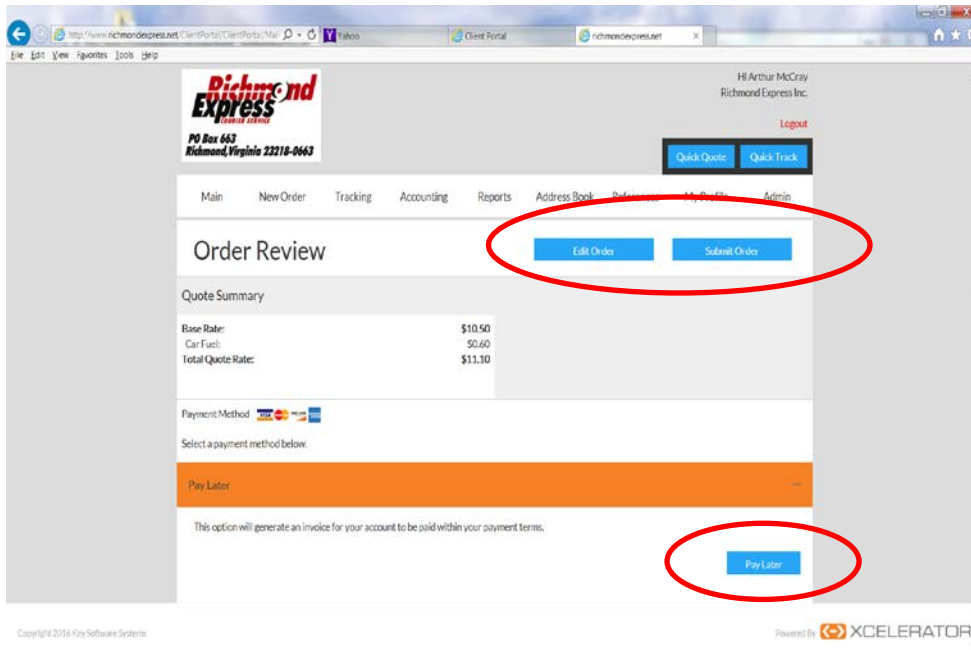 http://www.richmondexpress.net/ClientPortal/ClientPortal/Mai
Yahoo
Client Portal
richmondexpress.net
File Edit View Favorites Tools Help
Richmond
Express
COURIER SERVICE
PO Box 663
Richmond, Virginia 23218-0663
Hi Arthur McCray
Richmond Express Inc.
Logout
Quick Quote Quick Track
Main New Order Tracking Accounting Reports Address Book References My Profile Admin
Order Review
Edit Order Submit Order
Quote Summary
Base Rate: $10.50
Car Fuel: $0.60
Total Quote Rate: $11.10
Payment Method VISA
Select a payment method below.
Pay Later
This option will generate an invoice for your account to be paid within your payment terms.
Pay Later
Copyright 2016 Key Software Systems
Powered By XCELERATOR